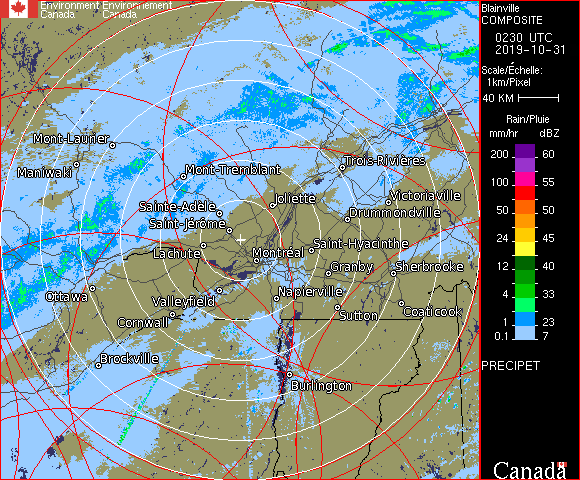 Environment Environnement
Canada Canada
Mont-Laurier
Maniwaki
Mont-Tremblant
Trois-Rivières
Sainte-Adèle
Joliette
Victoriaville
Drummondville
Saint-Jérôme
Lachute
Montréal
Saint-Hyacinthe
Granby
Sherbrooke
Ottawa
Valleyfield
Napierville
Cornwall
Sutton
Coaticook
Brockville
Burlington
Blainville
COMPOSITE
0230 UTC
2019-10-31
Scale/Échelle:
1km/Pixel
40 KM
Rain/Pluie
mm/hr dBZ
200 60
100 55
50 50
24 45
12 40
4 33
1 23
0.1 7
PRECIPET
Canada